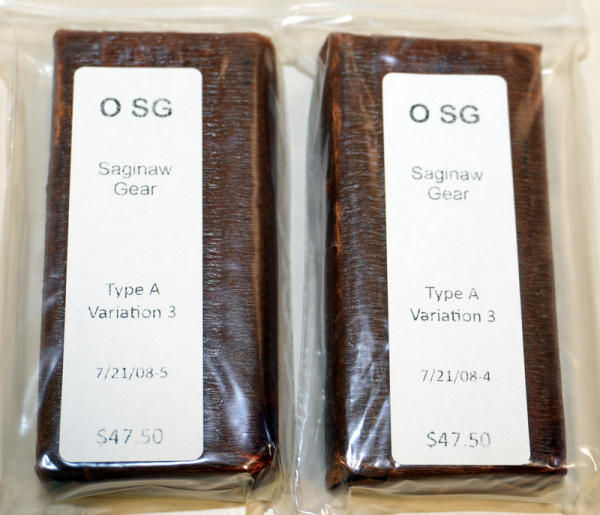 O SG
Saginaw
Gear
Type A
Variation 3
7/21/08-5
$47.50
O SG
Saginaw
Gear
Type A
Variation 3
7/21/08-4
$47.50